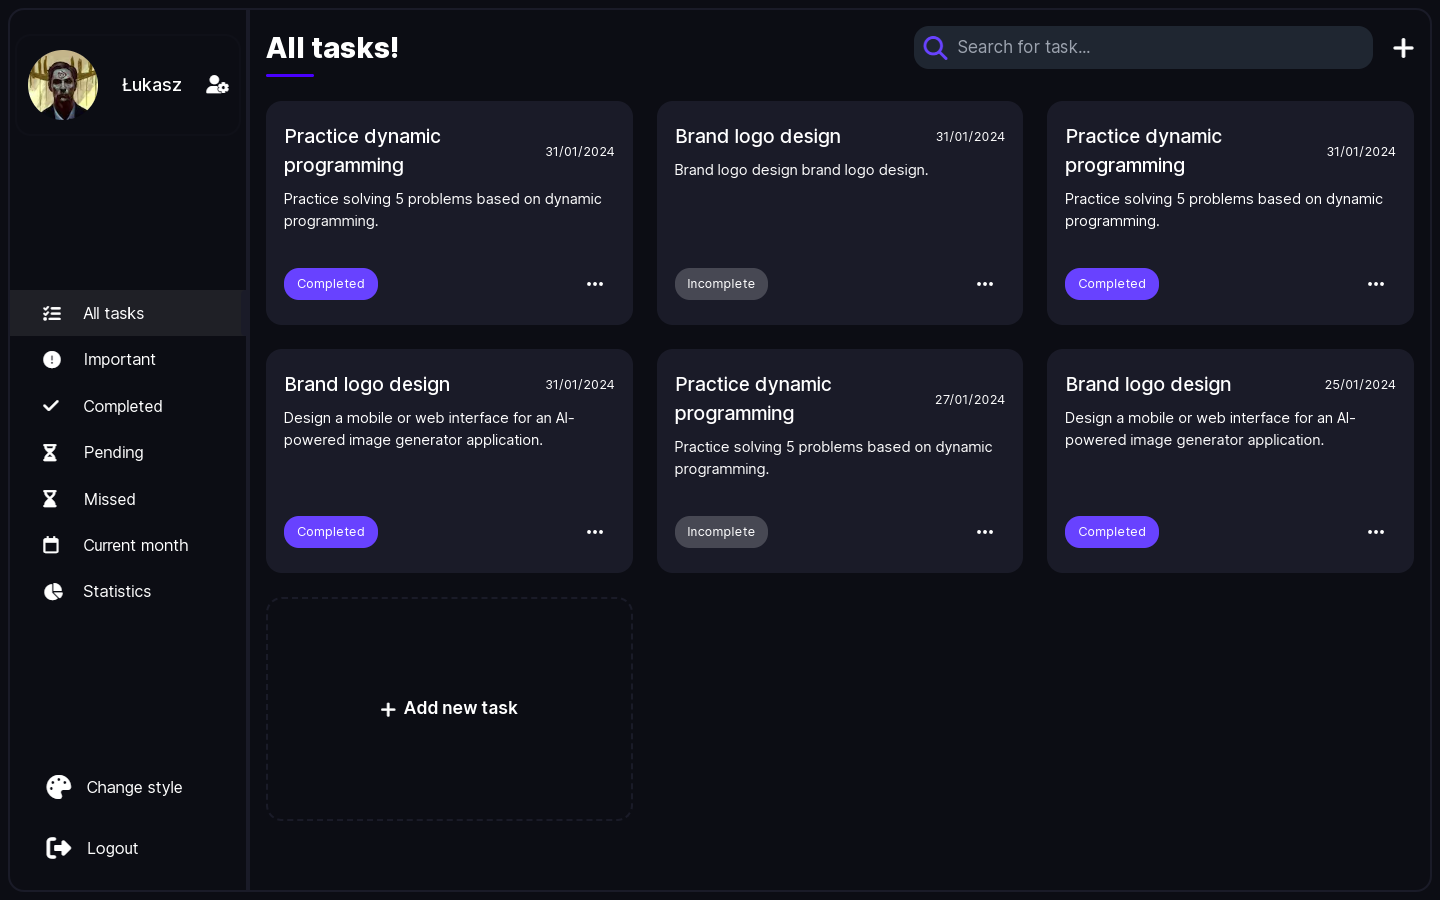 Łukasz
All tasks
Important
Completed
Pending
Missed
Current month
Statistics
Change style
Logout
All tasks!
Search for task...
Practice dynamic
programming
31/01/2024
Practice solving 5 problems based on dynamic
programming.
Completed
Brand logo design
31/01/2024
Brand logo design brand logo design.
Incomplete
Practice dynamic
programming
31/01/2024
Practice solving 5 problems based on dynamic
programming.
Completed
Brand logo design
31/01/2024
Design a mobile or web interface for an AI-
powered image generator application.
Completed
Practice dynamic
programming
27/01/2024
Practice solving 5 problems based on dynamic
programming.
Incomplete
Brand logo design
25/01/2024
Design a mobile or web interface for an AI-
powered image generator application.
Completed
Add new task